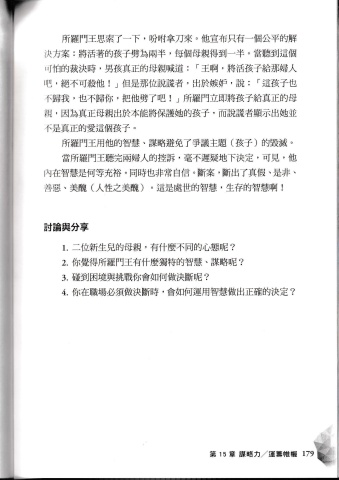 所羅門王思索了一下，吩咐拿刀來。他宣布只有一個公平的解
決方案：將活著的孩子劈為兩半，每個母親得到一半，當聽到這個
可怕的裁決時，男孩真正的母親喊道：「王啊，將活孩子給那婦人
吧，絕不可殺他！」但是那位說謊者，出於嫉妒，說：「這孩子也
不歸我，也不歸你，把他劈了吧！」所羅門立即將孩子給真正的母
親，因為真正母親出於本能將保護她的孩子，而說謊者顯示出她並
不是真正的愛這個孩子。
所羅門王用他的智慧、謀略避免了爭議主題（孩子）的毀滅。
當所羅門王聽完兩婦人的控訴，毫不遲疑地下決定，可見，他
內在智慧是何等充裕，同時也非常自信，斷案，斷出了真假、是非、
善惡、美醜（人性之美醜），這是處世的智慧，生存的智慧啊！
討論與分享
1. 二位新生兒的母親，有什麼不同的心態呢？
2. 你覺得所羅門王有什麼獨特的智慧、謀略呢？
3. 碰到困境與挑戰你會如何做決斷呢？
4. 你在職場必須做決斷時，會如何運用智慧做出正確的決定？
第 15 章 謀略力／運籌帷幄 179